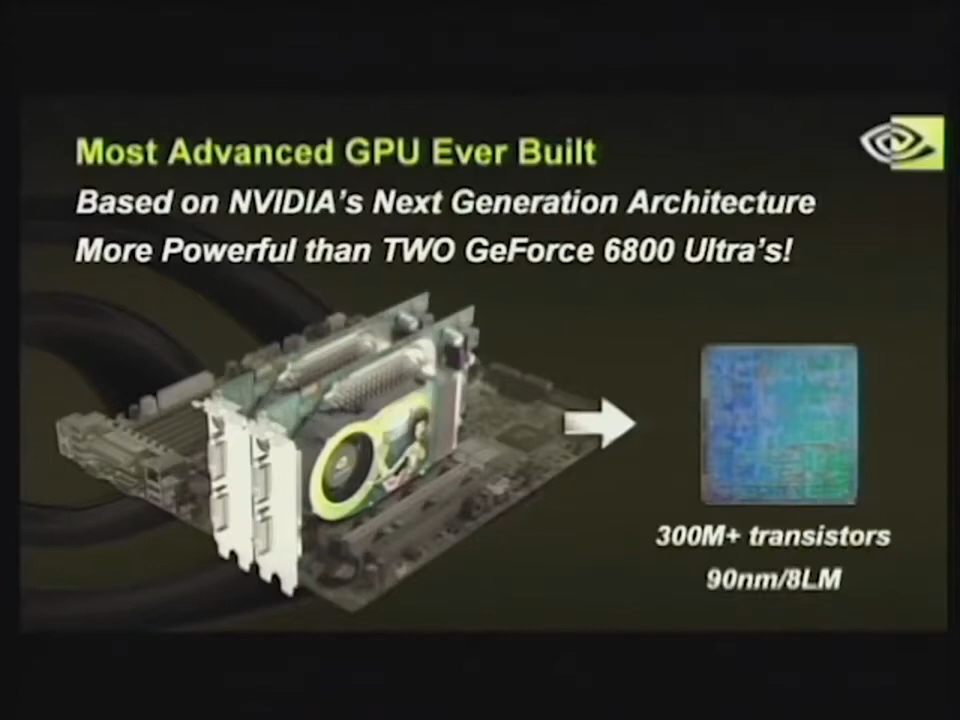 Most Advanced GPU Ever Built
Based on NVIDIA's Next Generation Architecture
More Powerful than TWO GeForce 6800 Ultra's!
300M+ transistors
90nm/8LM